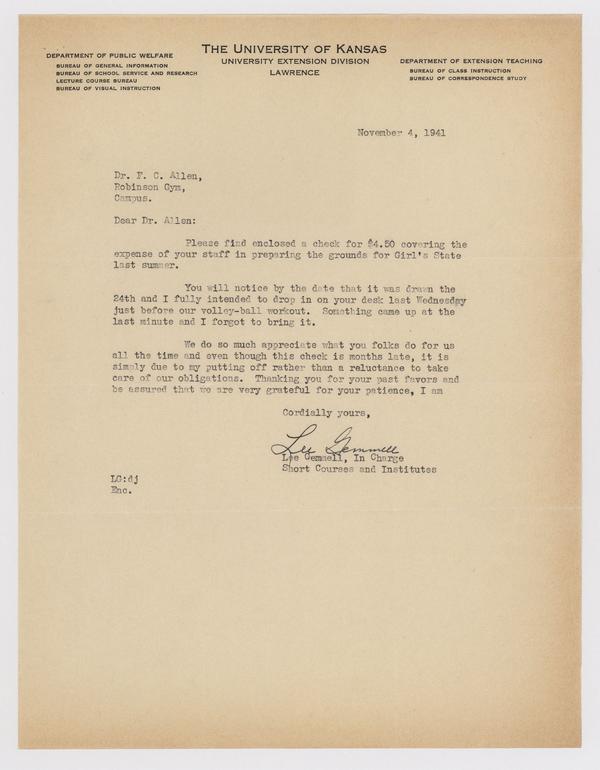 THE UNIVERSITY OF KANSAS
UNIVERSITY EXTENSION DIVISION
LAWRENCE
DEPARTMENT OF PUBLIC WELFARE
BUREAU OF GENERAL INFORMATION
BUREAU OF SCHOOL SERVICE AND RESEARCH
LECTURE COURSE BUREAU
BUREAU OF VISUAL INSTRUCTION
DEPARTMENT OF EXTENSION TEACHING
BUREAU OF CLASS INSTRUCTION
BUREAU OF CORRESPONDENCE STUDY
November 4, 1941
Dr. F. C. Allen,
Robinson Gym,
Campus.
Dear Dr. Allen:
Please find enclosed a check for $4.50 covering the
expense of your staff in preparing the grounds for Girl's State
last summer.
You will notice by the date that it was drawn the
24th and I fully intended to drop in on your desk last Wednesday
just before our volley-ball workout. Something came up at the
last minute and I forgot to bring it.
We do so much appreciate what you folks do for us
all the time and even though this check is months late, it is
simply due to my putting off rather than a reluctance to take
care of our obligations. Thanking you for your past favors and
be assured that we are very grateful for your patience, I am
Cordially yours,
Lee Gemmell
Lee Gemmell, In Charge
Short Courses and Institutes
LG:dj
Enc.